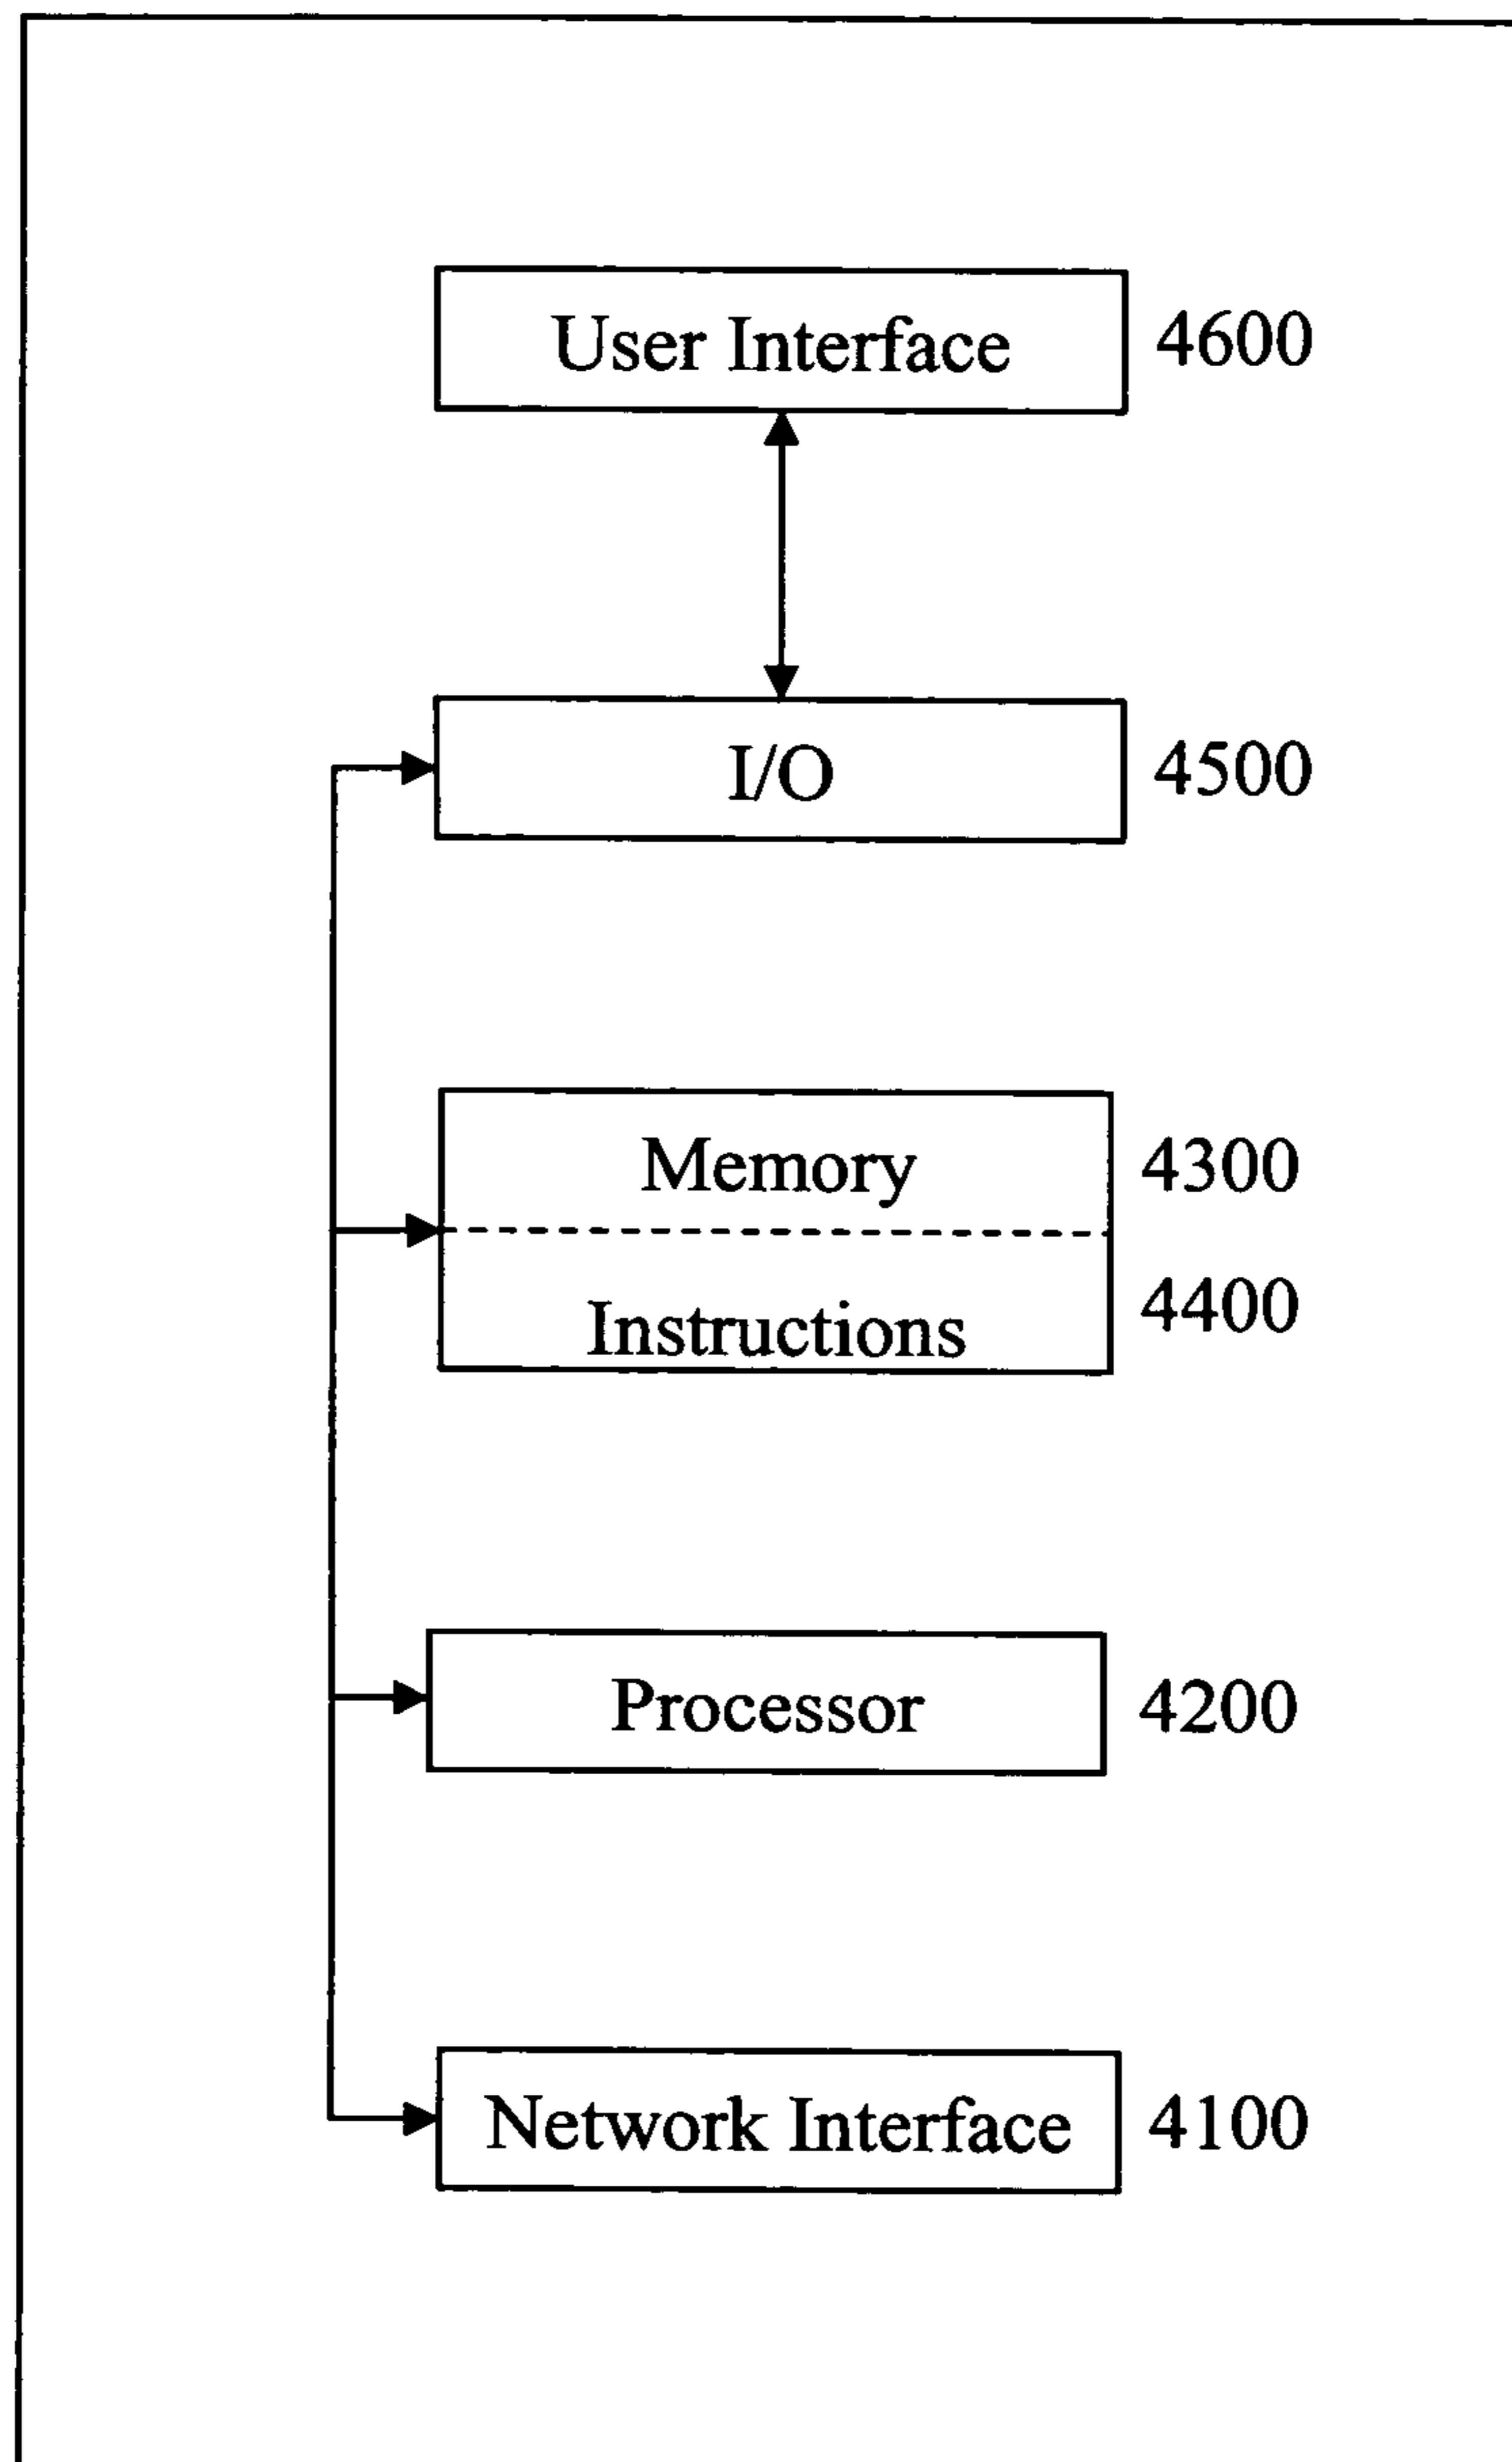 User Interface 4600
I/O 4500
Memory 4300
Instructions 4400
Processor 4200
Network Interface 4100